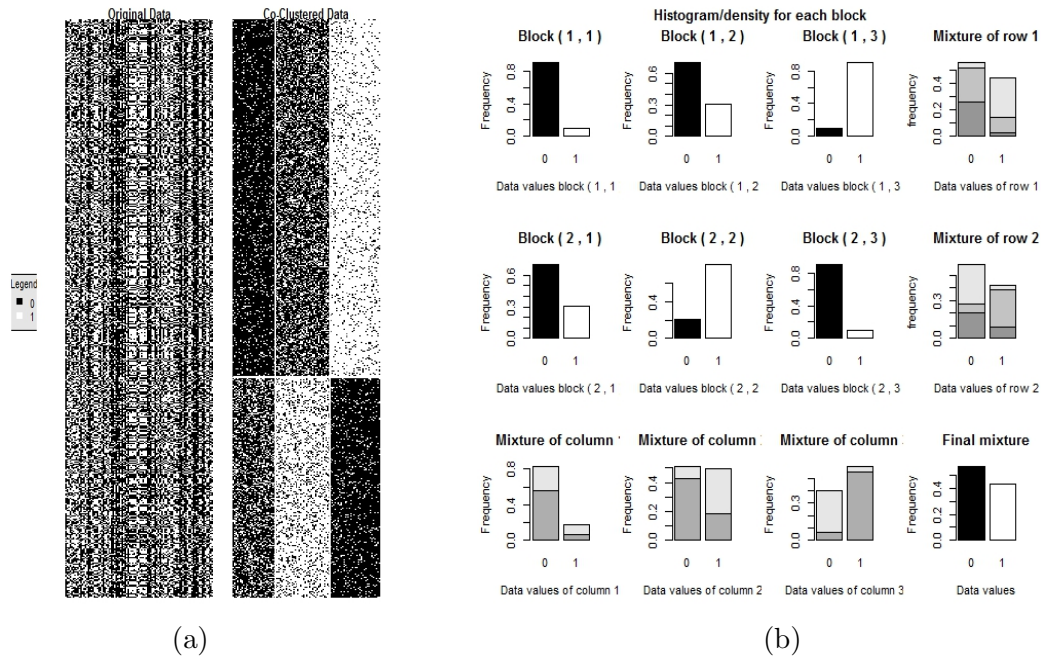 Original Data
Co-Clustered Data
Legend
0
1
(a)
Histogram/density for each block
Block ( 1 , 1 )
Block ( 1 , 2 )
Block ( 1 , 3 )
Mixture of row 1
Frequency
0.0 0.4 0.8
Frequency
0.0 0.3 0.6
Frequency
0.0 0.4 0.8
frequency
0.0 0.2 0.4
0 1
0 1
0 1
0 1
Data values block ( 1 , 1
Data values block ( 1 , 2
Data values block ( 1 , 3
Data values of row 1
Block ( 2 , 1 )
Block ( 2 , 2 )
Block ( 2 , 3 )
Mixture of row 2
Frequency
0.0 0.3 0.6
Frequency
0.0 0.4
Frequency
0.0 0.4 0.8
frequency
0.0 0.3
0 1
0 1
0 1
0 1
Data values block ( 2 , 1
Data values block ( 2 , 2
Data values block ( 2 , 3
Data values of row 2
Mixture of column
Mixture of column
Mixture of column
Final mixture
Frequency
0.0 0.4 0.8
Frequency
0.0 0.2 0.4
Frequency
0.0 0.3
Frequency
0.0 0.2 0.4
0 1
0 1
0 1
0 1
Data values of column 1
Data values of column 2
Data values of column 3
Data values
(b)